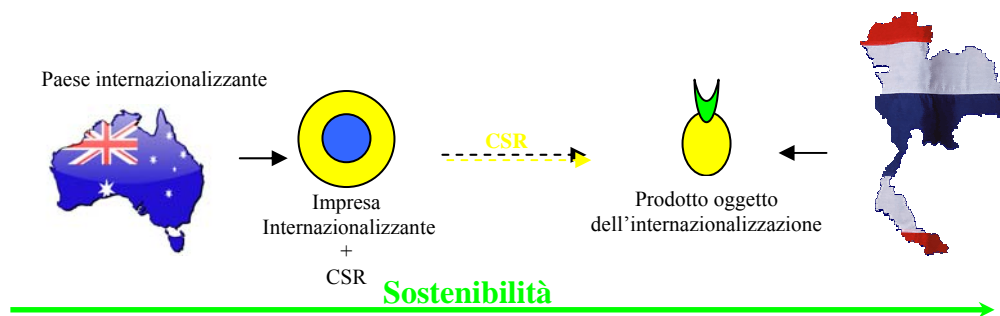 Paese internazionalizzante
Impresa
Internazionalizzante
+
CSR
CSR
Prodotto oggetto
dell’internazionalizzazione
Sostenibilità